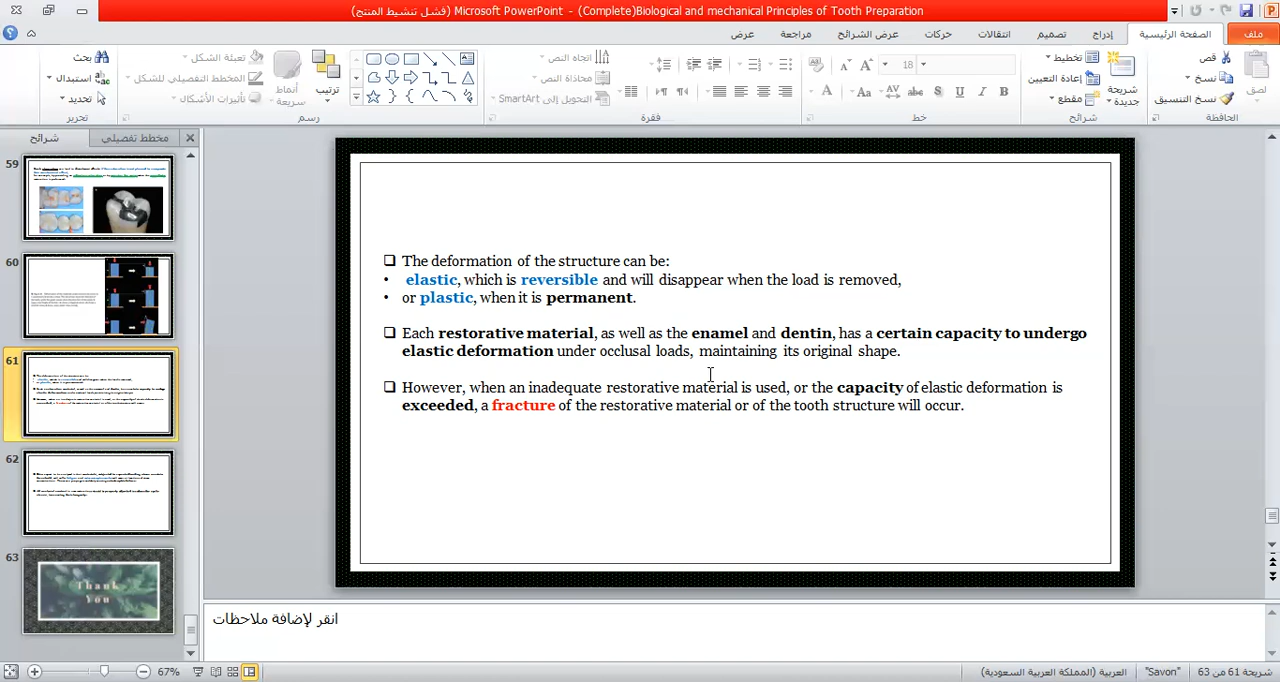 (Complete)Biological and mechanical Principles of Tooth Preparation - Microsoft PowerPoint (فشل تنشيط المنتج)
ملف
الصفحة الرئيسية
إدراج
تصميم
انتقالات
حركات
عرض الشرائح
مراجعة
عرض
لصق
قص
نسخ
نسخ التنسيق
الحافظة
شريحة جديدة
تخطيط
إعادة التعيين
مقطع
شرائح
18
خط
فقرة
اتجاه النص
محاذاة النص
التحويل إلى SmartArt
ترتيب
أنماط سريعة
تعبئة الشكل
المخطط التفصيلي للشكل
تأثيرات الأشكال
رسم
بحث
استبدال
تحديد
تحرير
شرائح
مخطط تفصيلي
59
60
61
62
63
Thank
You
❑ The deformation of the structure can be:
• elastic, which is reversible and will disappear when the load is removed,
• or plastic, when it is permanent.
❑ Each restorative material, as well as the enamel and dentin, has a certain capacity to undergo
elastic deformation under occlusal loads, maintaining its original shape.
❑ However, when an inadequate restorative material is used, or the capacity of elastic deformation is
exceeded, a fracture of the restorative material or of the tooth structure will occur.
انقر لإضافة ملاحظات
شريحة 61 من 63
"Savon"
العربية (المملكة العربية السعودية)
67%